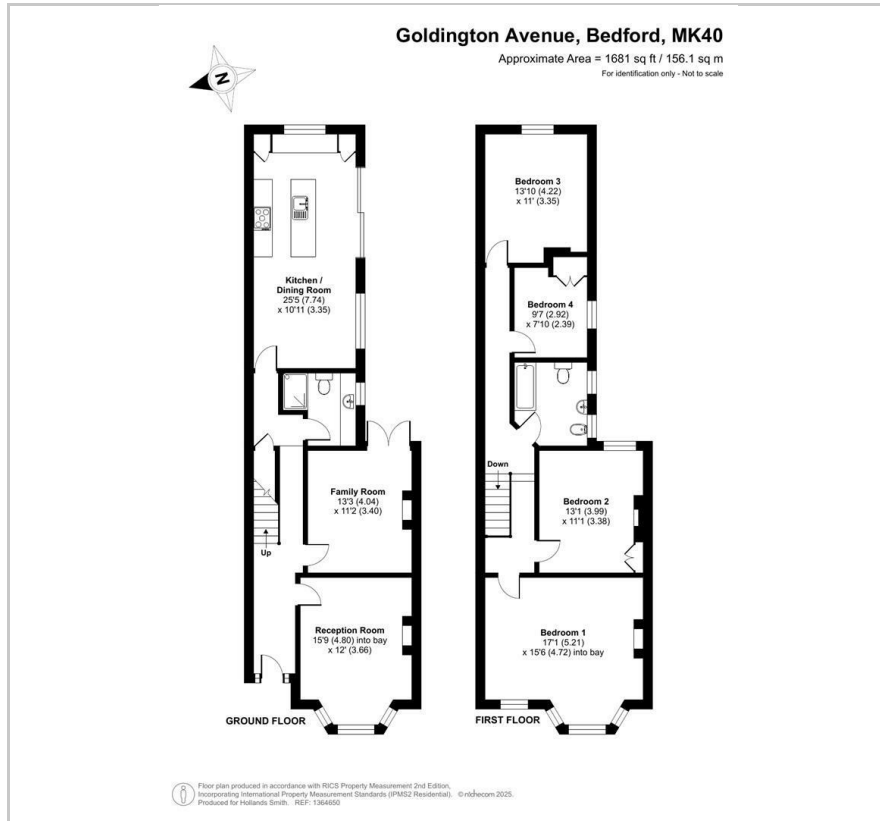 Goldington Avenue, Bedford, MK40
Approximate Area = 1681 sq ft / 156.1 sq m
For identification only - Not to scale
N
Kitchen /
Dining Room
25'5 (7.74)
x 10'11 (3.35)
Family Room
13'3 (4.04)
x 11'2 (3.40)
Up
Reception Room
15'9 (4.80) into bay
x 12' (3.66)
GROUND FLOOR
Bedroom 3
13'10 (4.22)
x 11' (3.35)
Bedroom 4
9'7 (2.92)
x 7'10 (2.39)
Down
Bedroom 2
13'1 (3.99)
x 11'1 (3.38)
Bedroom 1
17'1 (5.21)
x 15'6 (4.72) into bay
FIRST FLOOR
Floor plan produced in accordance with RICS Property Measurement 2nd Edition,
Incorporating International Property Measurement Standards (IPMS2 Residential). © ntchecom 2025.
Produced for Hollands Smith. REF: 1364650